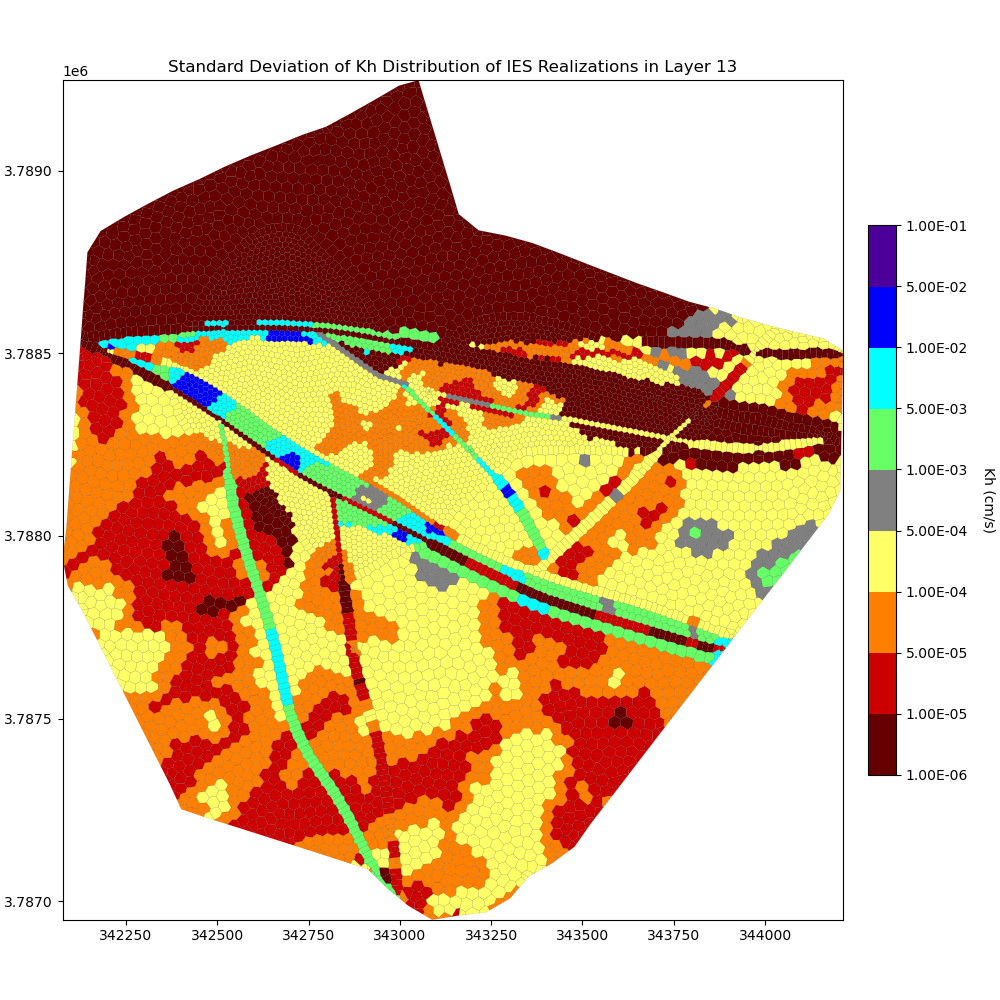 Standard Deviation of Kh Distribution of IES Realizations in Layer 13
1e6
3.7890
3.7885
3.7880
3.7875
3.7870
342250 342500 342750 343000 343250 343500 343750 344000
1.00E-01
5.00E-02
1.00E-02
5.00E-03
1.00E-03
5.00E-04
1.00E-04
5.00E-05
1.00E-05
1.00E-06
Kh (cm/s)